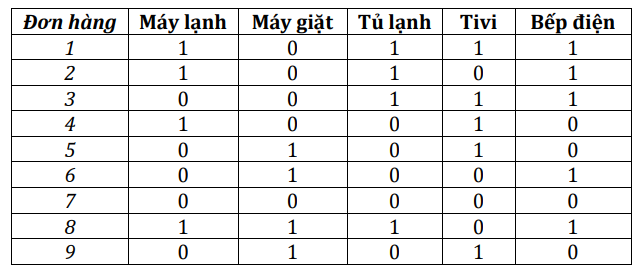 Đơn hàng Máy lạnh Máy giặt Tủ lạnh Tivi Bếp điện
1 1 0 1 1 1
2 1 0 1 0 1
3 0 0 1 1 1
4 1 0 0 1 0
5 0 1 0 1 0
6 0 1 0 0 1
7 0 0 0 0 0
8 1 1 1 0 1
9 0 1 0 1 0